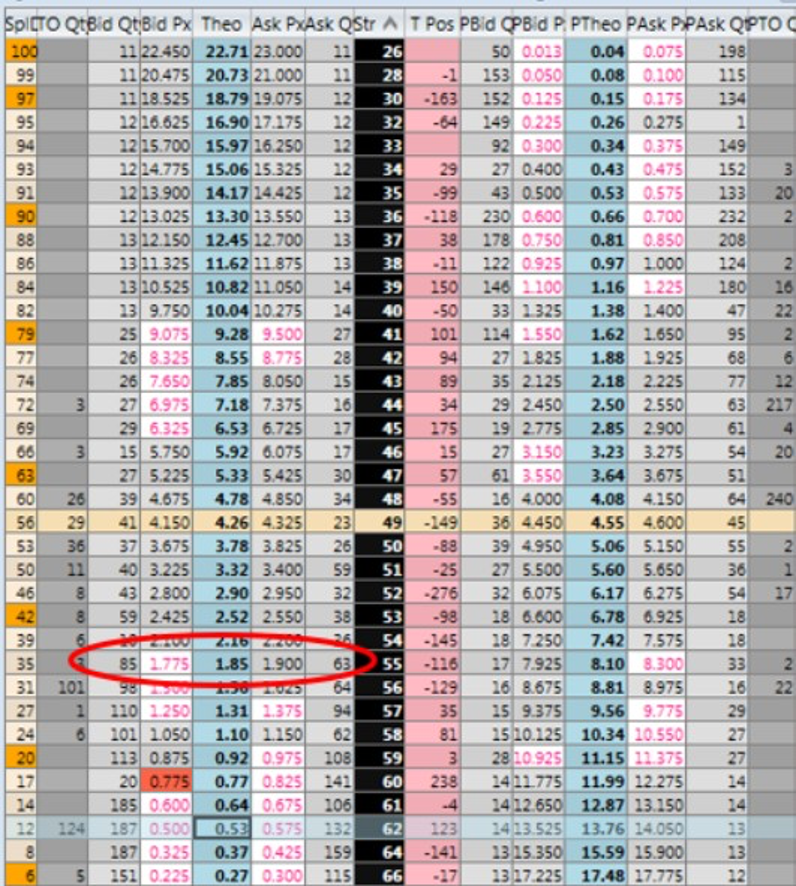 Spl TO Qt Bid Qt Bid Px Theo Ask Px Ask Q Str T Pos PBid Q PBid P PTheo PAsk P PAsk Qt PTO Q
100 11 22.450 22.71 23.000 11 26 50 0.013 0.04 0.075 198
99 11 20.475 20.73 21.000 11 28 -1 153 0.050 0.08 0.100 115
97 11 18.525 18.79 19.075 12 30 -163 152 0.125 0.15 0.175 134
95 12 16.625 16.90 17.175 12 32 -64 149 0.225 0.26 0.275 1
94 12 15.700 15.97 16.250 12 33 92 0.300 0.34 0.375 149
93 12 14.775 15.06 15.325 12 34 29 27 0.400 0.43 0.475 152 3
91 12 13.900 14.17 14.425 12 35 -99 43 0.500 0.53 0.575 133 20
90 12 13.025 13.30 13.550 13 36 -118 230 0.600 0.66 0.700 232 2
88 13 12.150 12.45 12.700 13 37 38 178 0.750 0.81 0.850 208
86 13 11.325 11.62 11.875 13 38 -11 122 0.925 0.97 1.000 124 2
84 13 10.525 10.82 11.050 14 39 150 146 1.100 1.16 1.225 180 16
82 13 9.750 10.04 10.275 14 40 -50 33 1.325 1.38 1.400 47 22
79 25 9.075 9.28 9.500 27 41 101 114 1.550 1.62 1.650 95 2
77 26 8.325 8.55 8.775 28 42 94 27 1.825 1.88 1.925 68 6
74 26 7.650 7.85 8.050 15 43 89 35 2.125 2.18 2.225 77 12
72 3 27 6.975 7.18 7.375 16 44 34 29 2.450 2.50 2.550 63 217
69 29 6.325 6.53 6.725 17 45 175 19 2.775 2.85 2.900 61 4
66 3 15 5.750 5.92 6.075 17 46 15 27 3.150 3.23 3.275 54 20
63 27 5.225 5.33 5.425 30 47 57 61 3.550 3.64 3.675 51
60 26 39 4.675 4.78 4.850 34 48 -55 16 4.000 4.08 4.150 64 240
56 29 41 4.150 4.26 4.325 23 49 -149 36 4.450 4.55 4.600 45
53 36 37 3.675 3.78 3.825 26 50 -88 39 4.950 5.06 5.150 55 2
50 11 40 3.225 3.32 3.400 59 51 -25 27 5.500 5.60 5.650 36 1
46 8 43 2.800 2.90 2.950 32 52 -276 32 6.075 6.17 6.275 54 17
42 8 59 2.425 2.52 2.550 38 53 -98 18 6.600 6.78 6.925 18
39 6 2.100 2.16 2.200 54 -145 18 7.250 7.42 7.575 18
35 85 1.775 1.85 1.900 63 55 -116 17 7.925 8.10 8.300 33 2
31 101 98 1.625 64 56 -129 16 8.675 8.81 8.975 16 22
27 1 110 1.250 1.31 1.375 94 57 35 15 9.375 9.56 9.775 29
24 6 101 1.050 1.10 1.150 62 58 81 15 10.125 10.34 10.550 27
20 113 0.875 0.92 0.975 108 59 3 28 10.925 11.15 11.375 27
17 20 0.775 0.77 0.825 141 60 238 14 11.775 11.99 12.275 14
14 185 0.600 0.64 0.675 106 61 -4 14 12.650 12.87 13.150 14
12 124 187 0.500 0.53 0.575 132 62 123 14 13.525 13.76 14.050 13
8 187 0.325 0.37 0.425 159 64 -141 13 15.350 15.59 15.900 13
6 5 151 0.225 0.27 0.300 115 66 -17 13 17.225 17.48 17.775 12